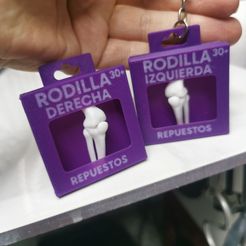 RODILLA 30+
DERECHA
REPUESTOS
RODILLA 30+
IZQUIERDA
REPUESTOS